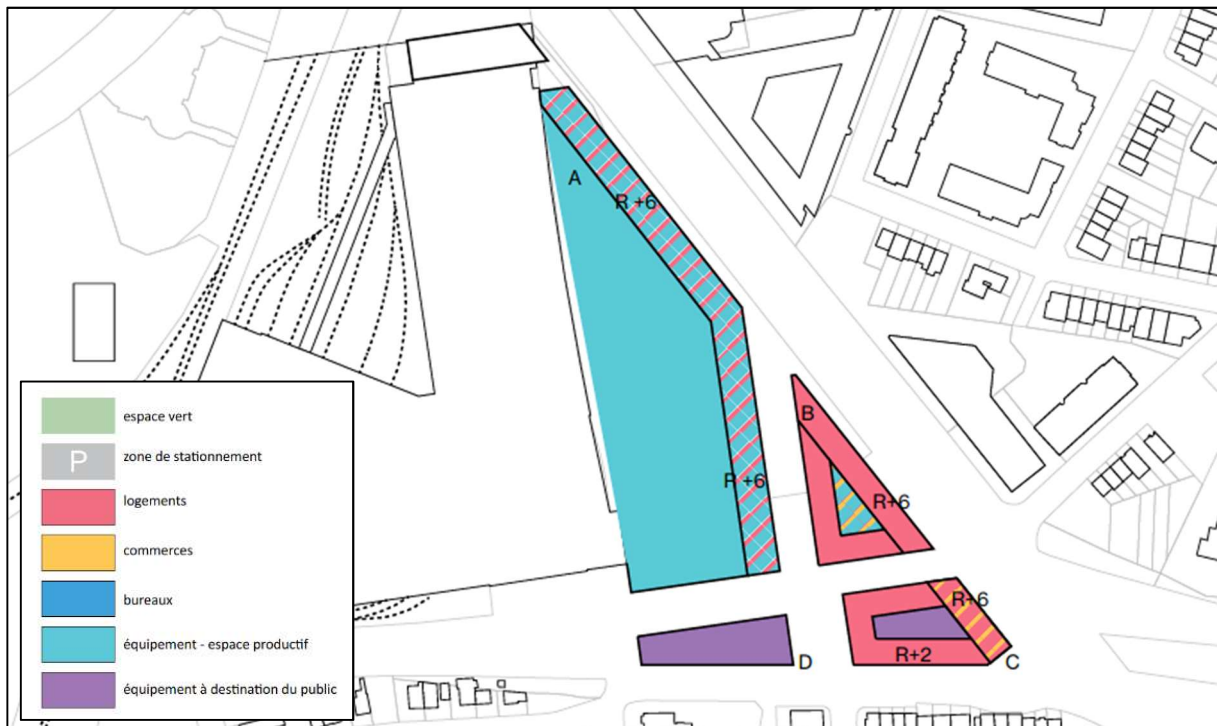 A
R +6
R +6
B
R+6
R+6
R+2
C
D
espace vert
P
zone de stationnement
logements
commerces
bureaux
équipement - espace productif
équipement à destination du public